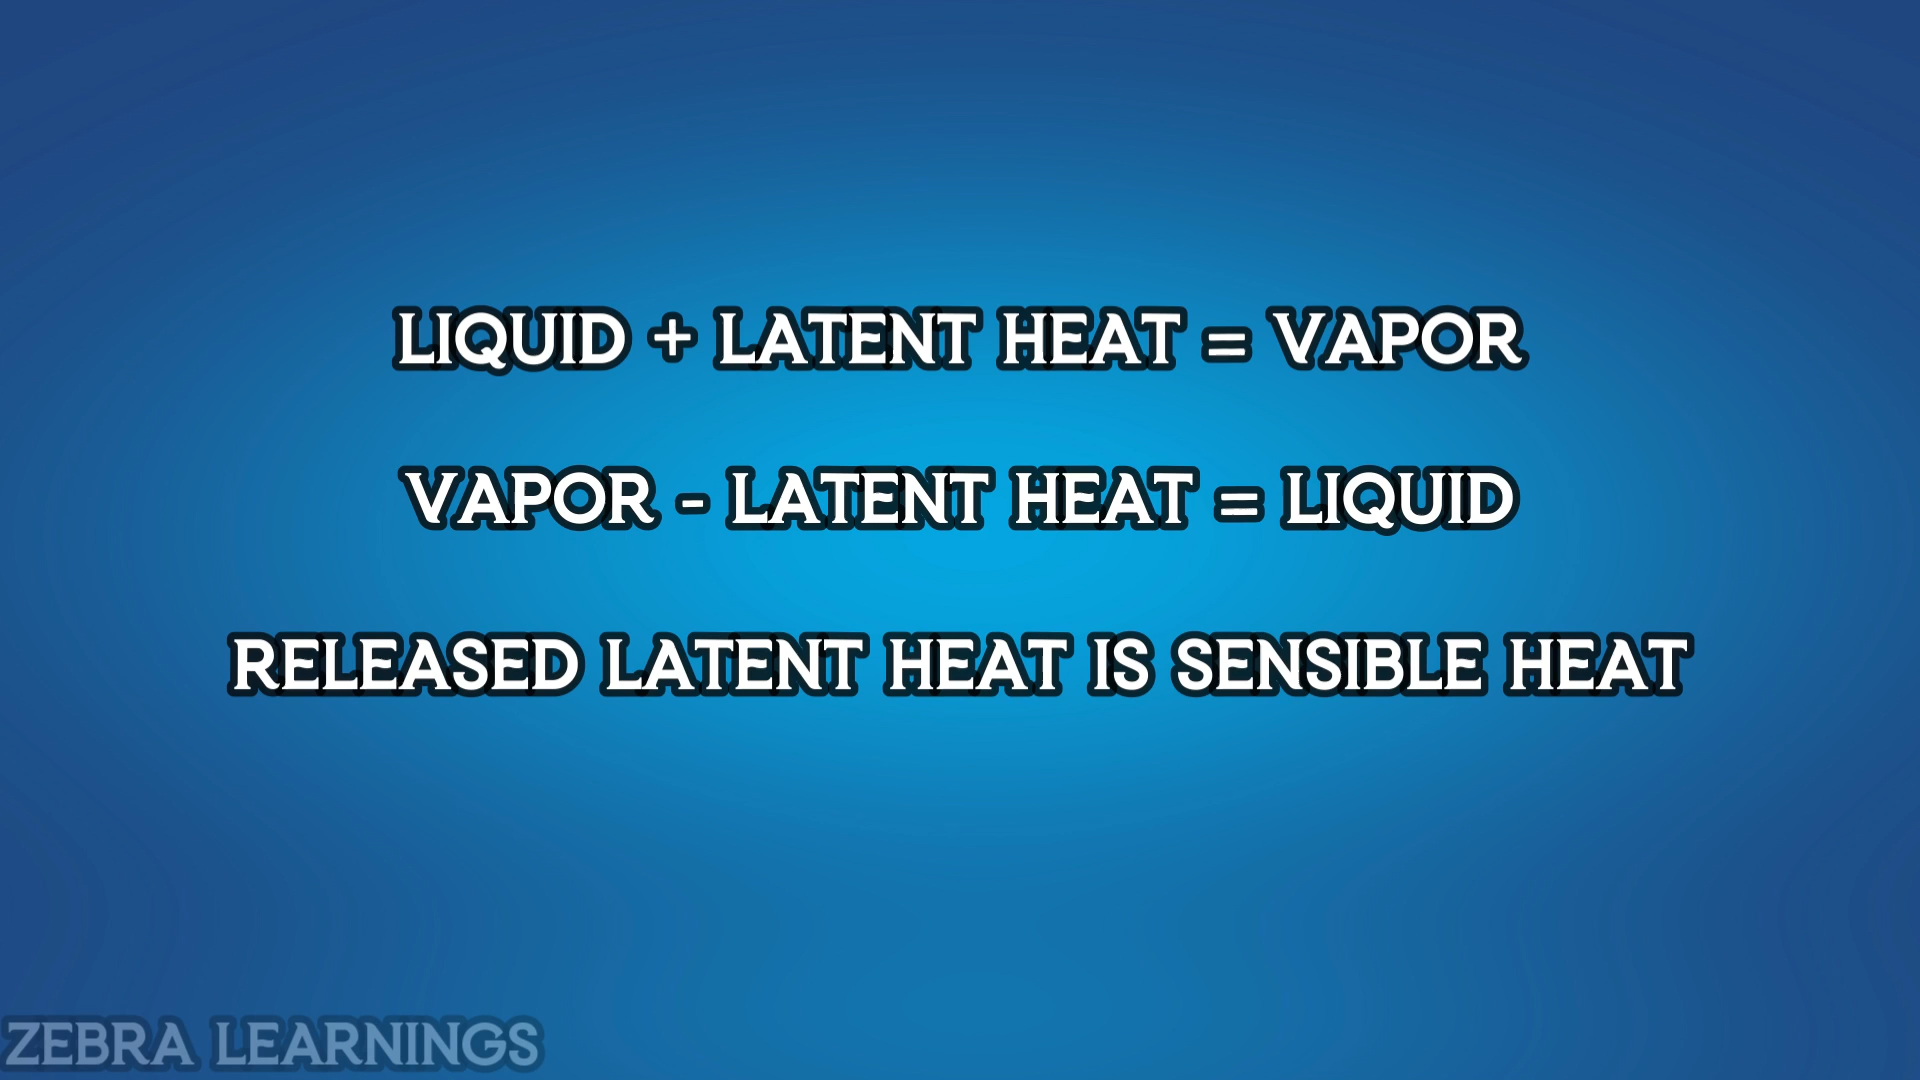 LIQUID + LATENT HEAT = VAPOR
VAPOR - LATENT HEAT = LIQUID
RELEASED LATENT HEAT IS SENSIBLE HEAT
ZEBRA LEARNINGS